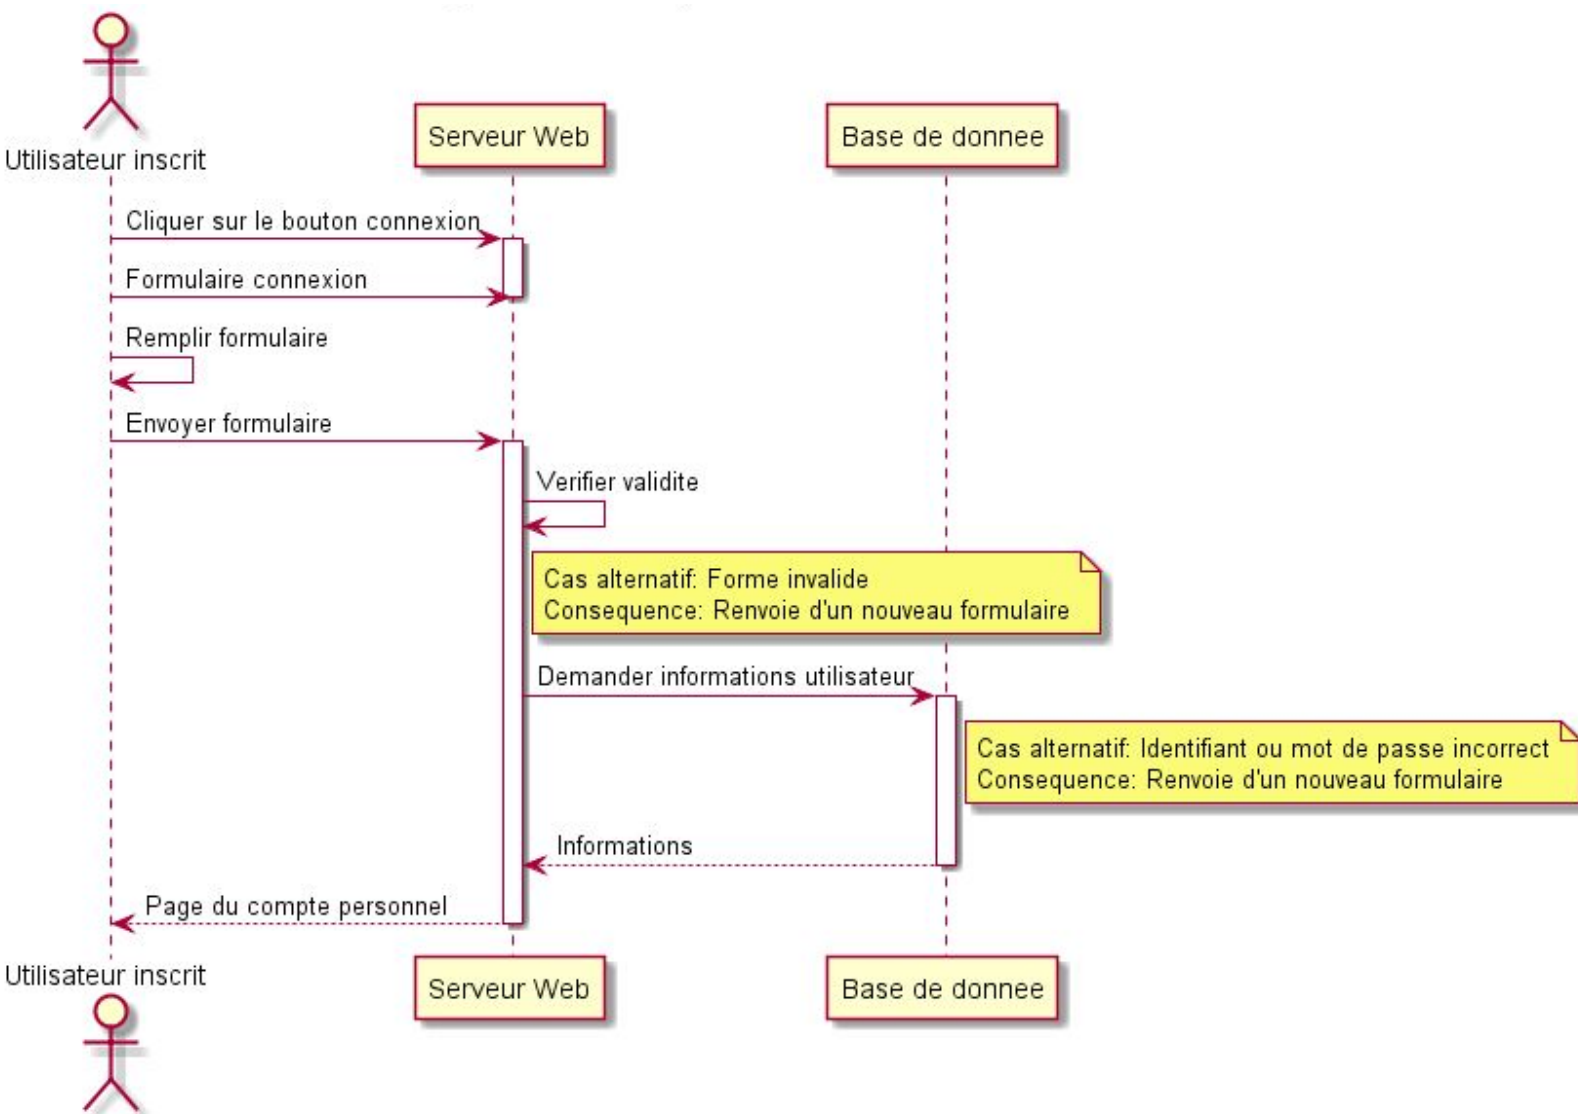 Utilisateur inscrit
Serveur Web
Base de donnee
Cliquer sur le bouton connexion
Formulaire connexion
Remplir formulaire
Envoyer formulaire
Verifier validite
Cas alternatif: Forme invalide
Consequence: Renvoie d'un nouveau formulaire
Demander informations utilisateur
Cas alternatif: Identifiant ou mot de passe incorrect
Consequence: Renvoie d'un nouveau formulaire
Informations
Page du compte personnel
Utilisateur inscrit
Serveur Web
Base de donnee